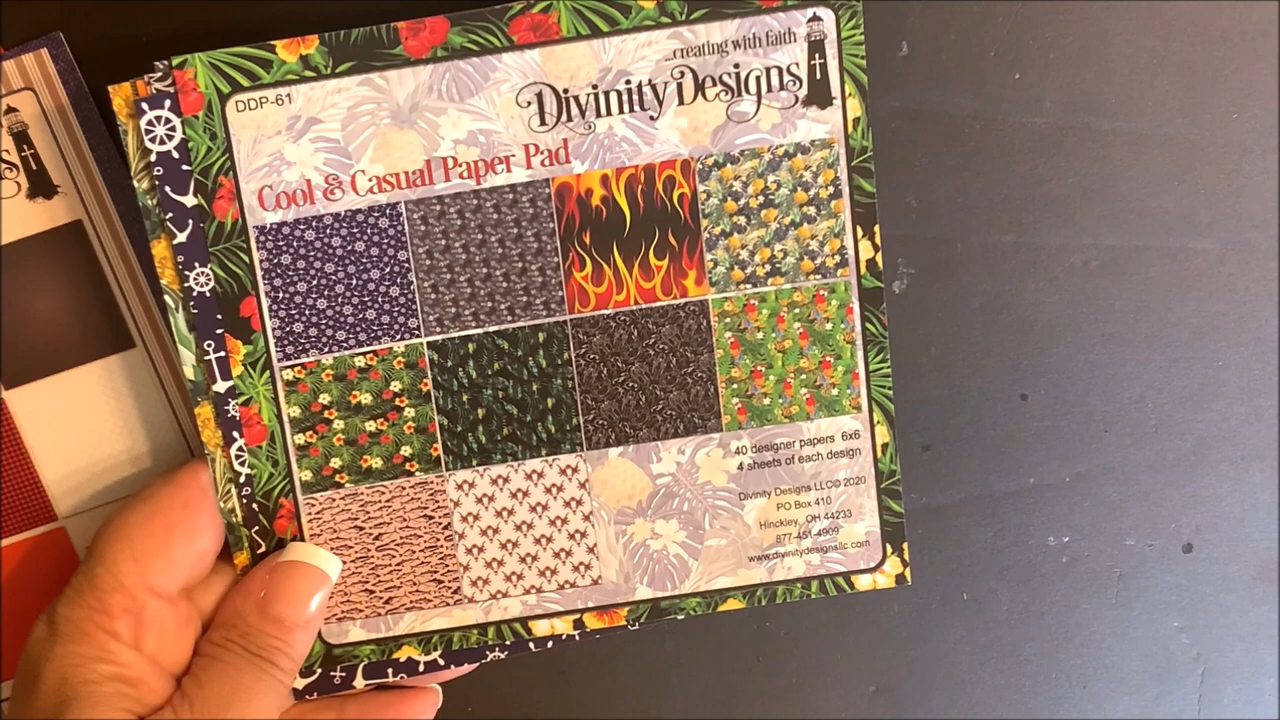 DDP-61
...creating with faith
Divinity Designs
Cool & Casual Paper Pad
40 designer papers 6x6
4 sheets of each design
Divinity Designs LLC© 2020
PO Box 410
Hinckley, OH 44233
877-451-4909
www.divinitydesignsllc.com
s